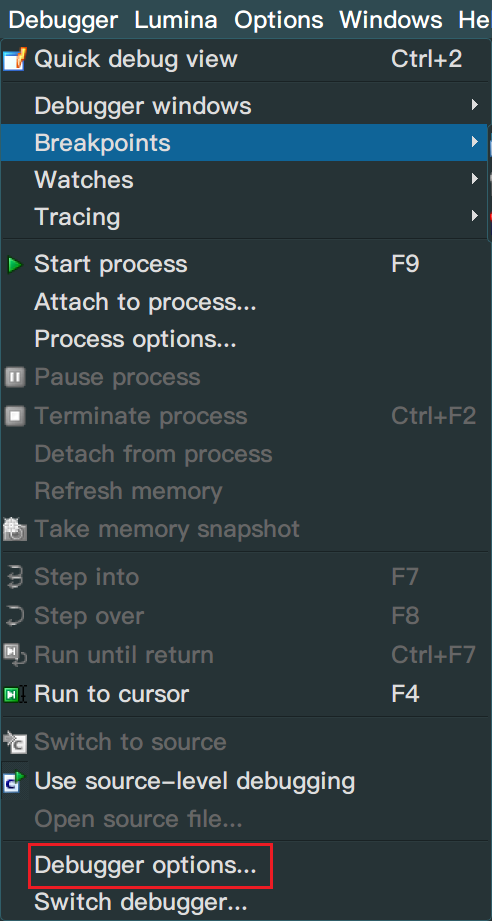 Debugger Lumina Options Windows He
Quick debug view Ctrl+2
Debugger windows
Breakpoints
Watches
Tracing
Start process F9
Attach to process...
Process options...
Pause process
Terminate process Ctrl+F2
Detach from process
Refresh memory
Take memory snapshot
Step into F7
Step over F8
Run until return Ctrl+F7
Run to cursor F4
Switch to source
Use source-level debugging
Open source file...
Debugger options...
Switch debugger...